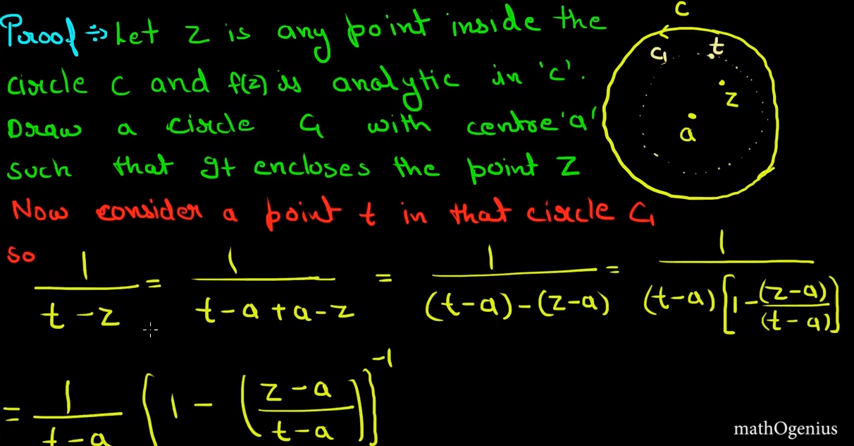 Proof ÷> Let z is any point inside the
circle C and f(z) is analytic in 'c'.
Draw a circle C₁ with centre 'a'
such that It encloses the point Z
Now consider a point t in that circle C₁
so
1/(t-z) = 1/(t-a+a-z) = 1/((t-a)-(z-a)) = 1/((t-a)[1-(z-a)/(t-a)])
= 1/(t-a) (1 - ((z-a)/(t-a))]⁻¹
C
C₁
t
z
a
mathOgenius